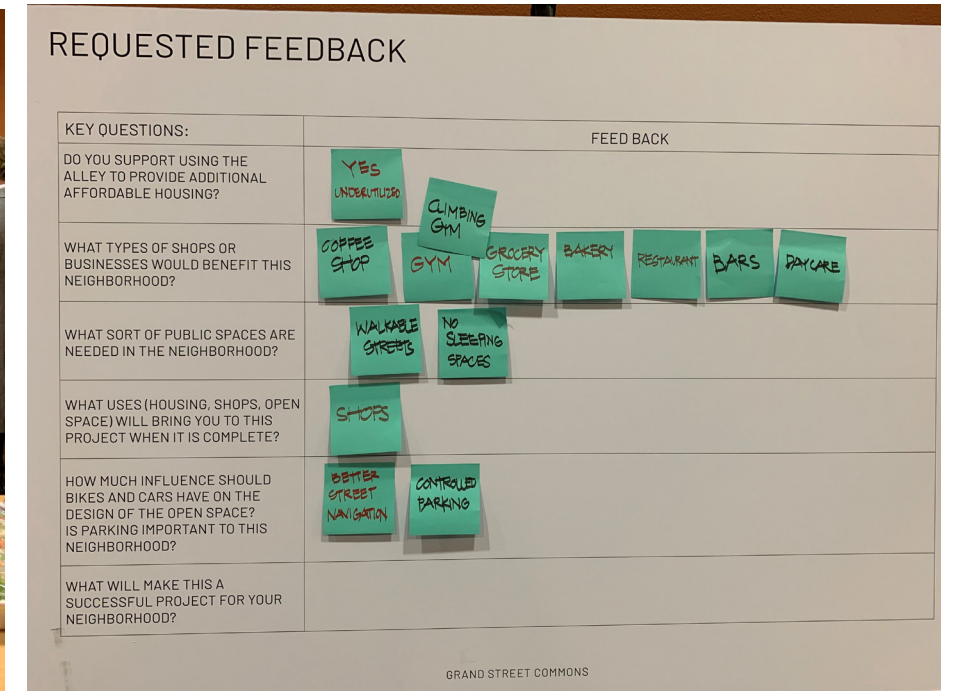 REQUESTED FEEDBACK
KEY QUESTIONS:
FEED BACK
DO YOU SUPPORT USING THE
ALLEY TO PROVIDE ADDITIONAL
AFFORDABLE HOUSING?
YES
UNDERUTILIZED
CLIMBING
GYM
WHAT TYPES OF SHOPS OR
BUSINESSES WOULD BENEFIT THIS
NEIGHBORHOOD?
COFFEE
SHOP
GYM
GROCERY
STORE
BAKERY
RESTAURANT
BARS
DAYCARE
WHAT SORT OF PUBLIC SPACES ARE
NEEDED IN THE NEIGHBORHOOD?
WALKABLE
STREETS
NO
SLEEPING
SPACES
WHAT USES (HOUSING, SHOPS, OPEN
SPACE) WILL BRING YOU TO THIS
PROJECT WHEN IT IS COMPLETE?
SHOPS
HOW MUCH INFLUENCE SHOULD
BIKES AND CARS HAVE ON THE
DESIGN OF THE OPEN SPACE?
IS PARKING IMPORTANT TO THIS
NEIGHBORHOOD?
BETTER
STREET
NAVIGATION
CONTROLLED
PARKING
WHAT WILL MAKE THIS A
SUCCESSFUL PROJECT FOR YOUR
NEIGHBORHOOD?
GRAND STREET COMMONS